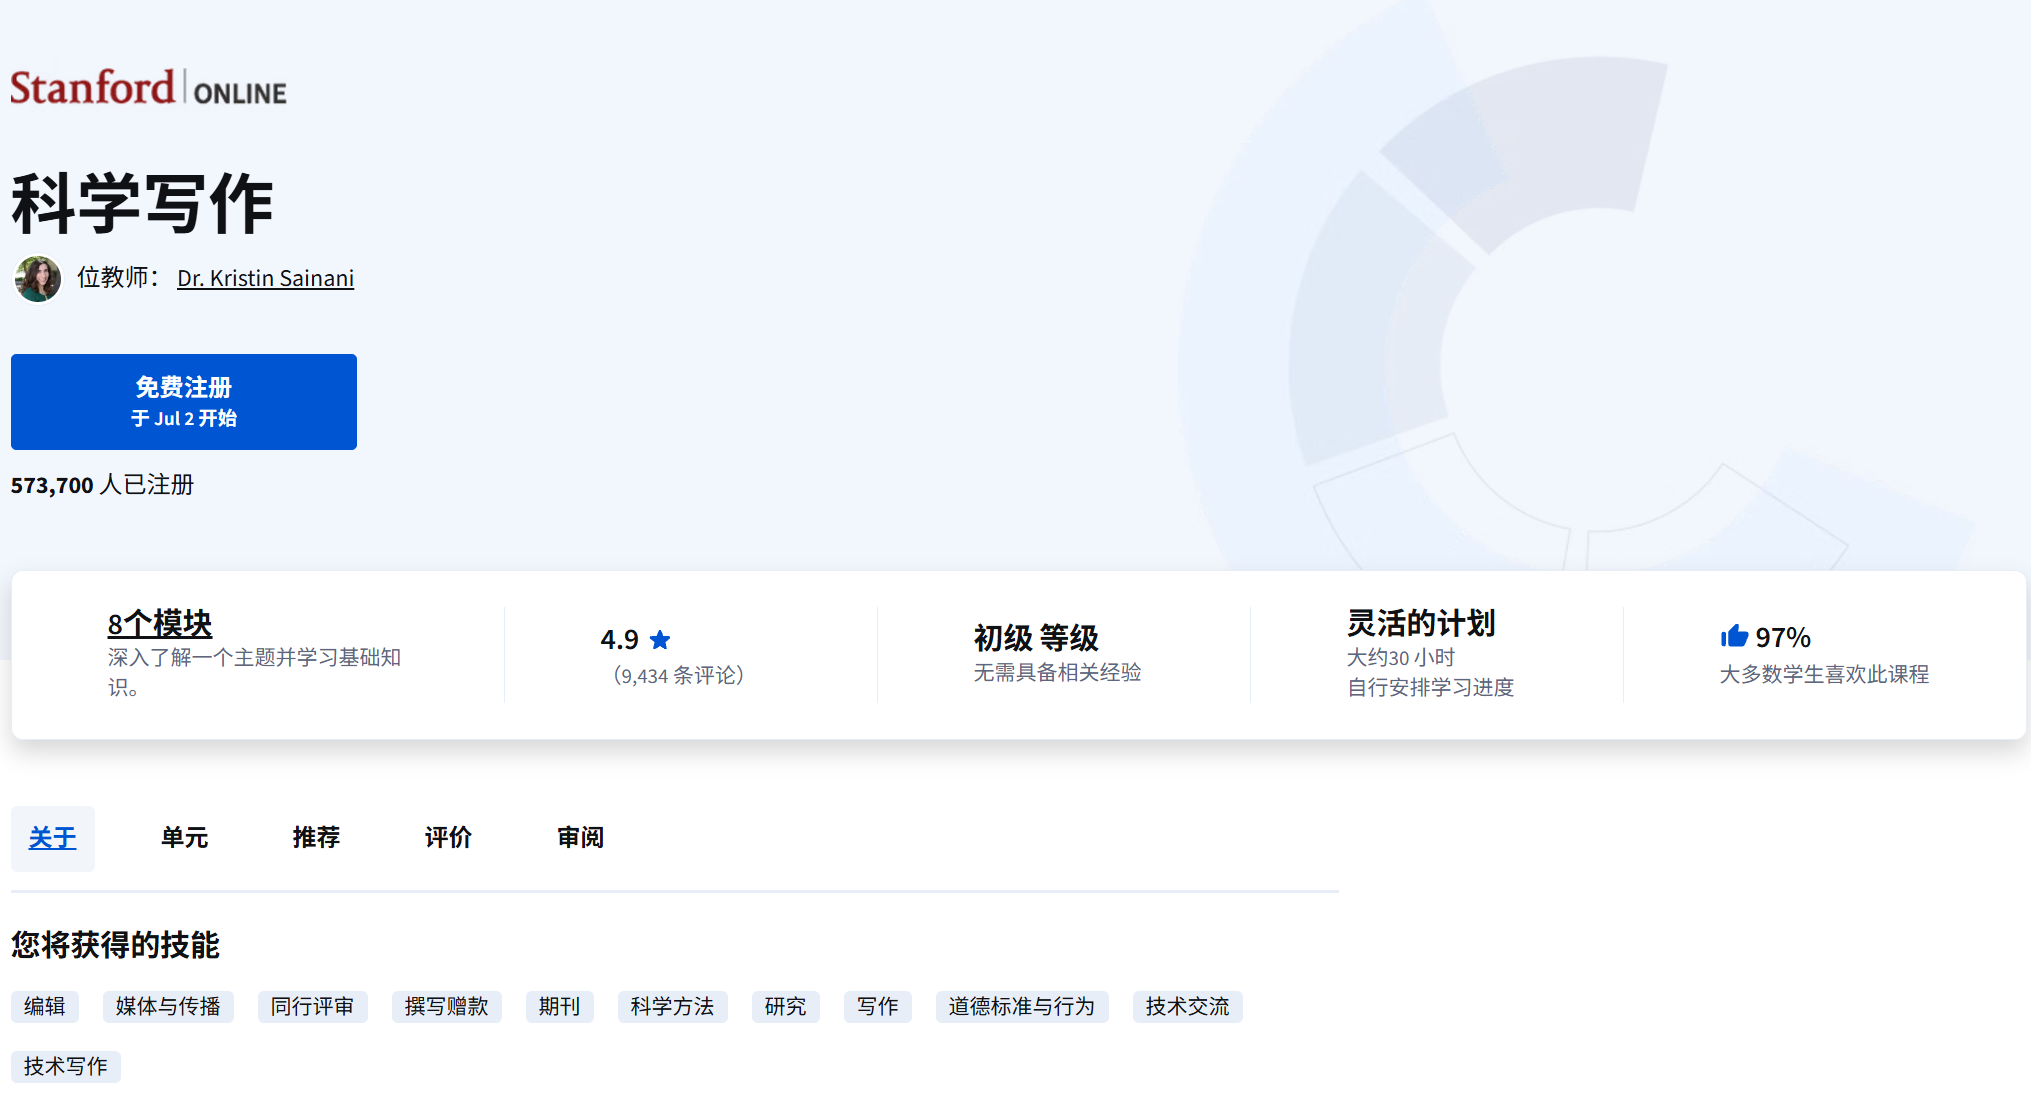 Stanford | ONLINE
科学写作
位教师： Dr. Kristin Sainani
免费注册
于 Jul 2 开始
573,700 人已注册
8个模块
深入了解一个主题并学习基础知
识。
4.9
（9,434 条评论）
初级 等级
无需具备相关经验
灵活的计划
大约30 小时
自行安排学习进度
97%
大多数学生喜欢此课程
关于 单元 推荐 评价 审阅
您将获得的技能
编辑 媒体与传播 同行评审 撰写赠款 期刊 科学方法 研究 写作 道德标准与行为 技术交流
技术写作